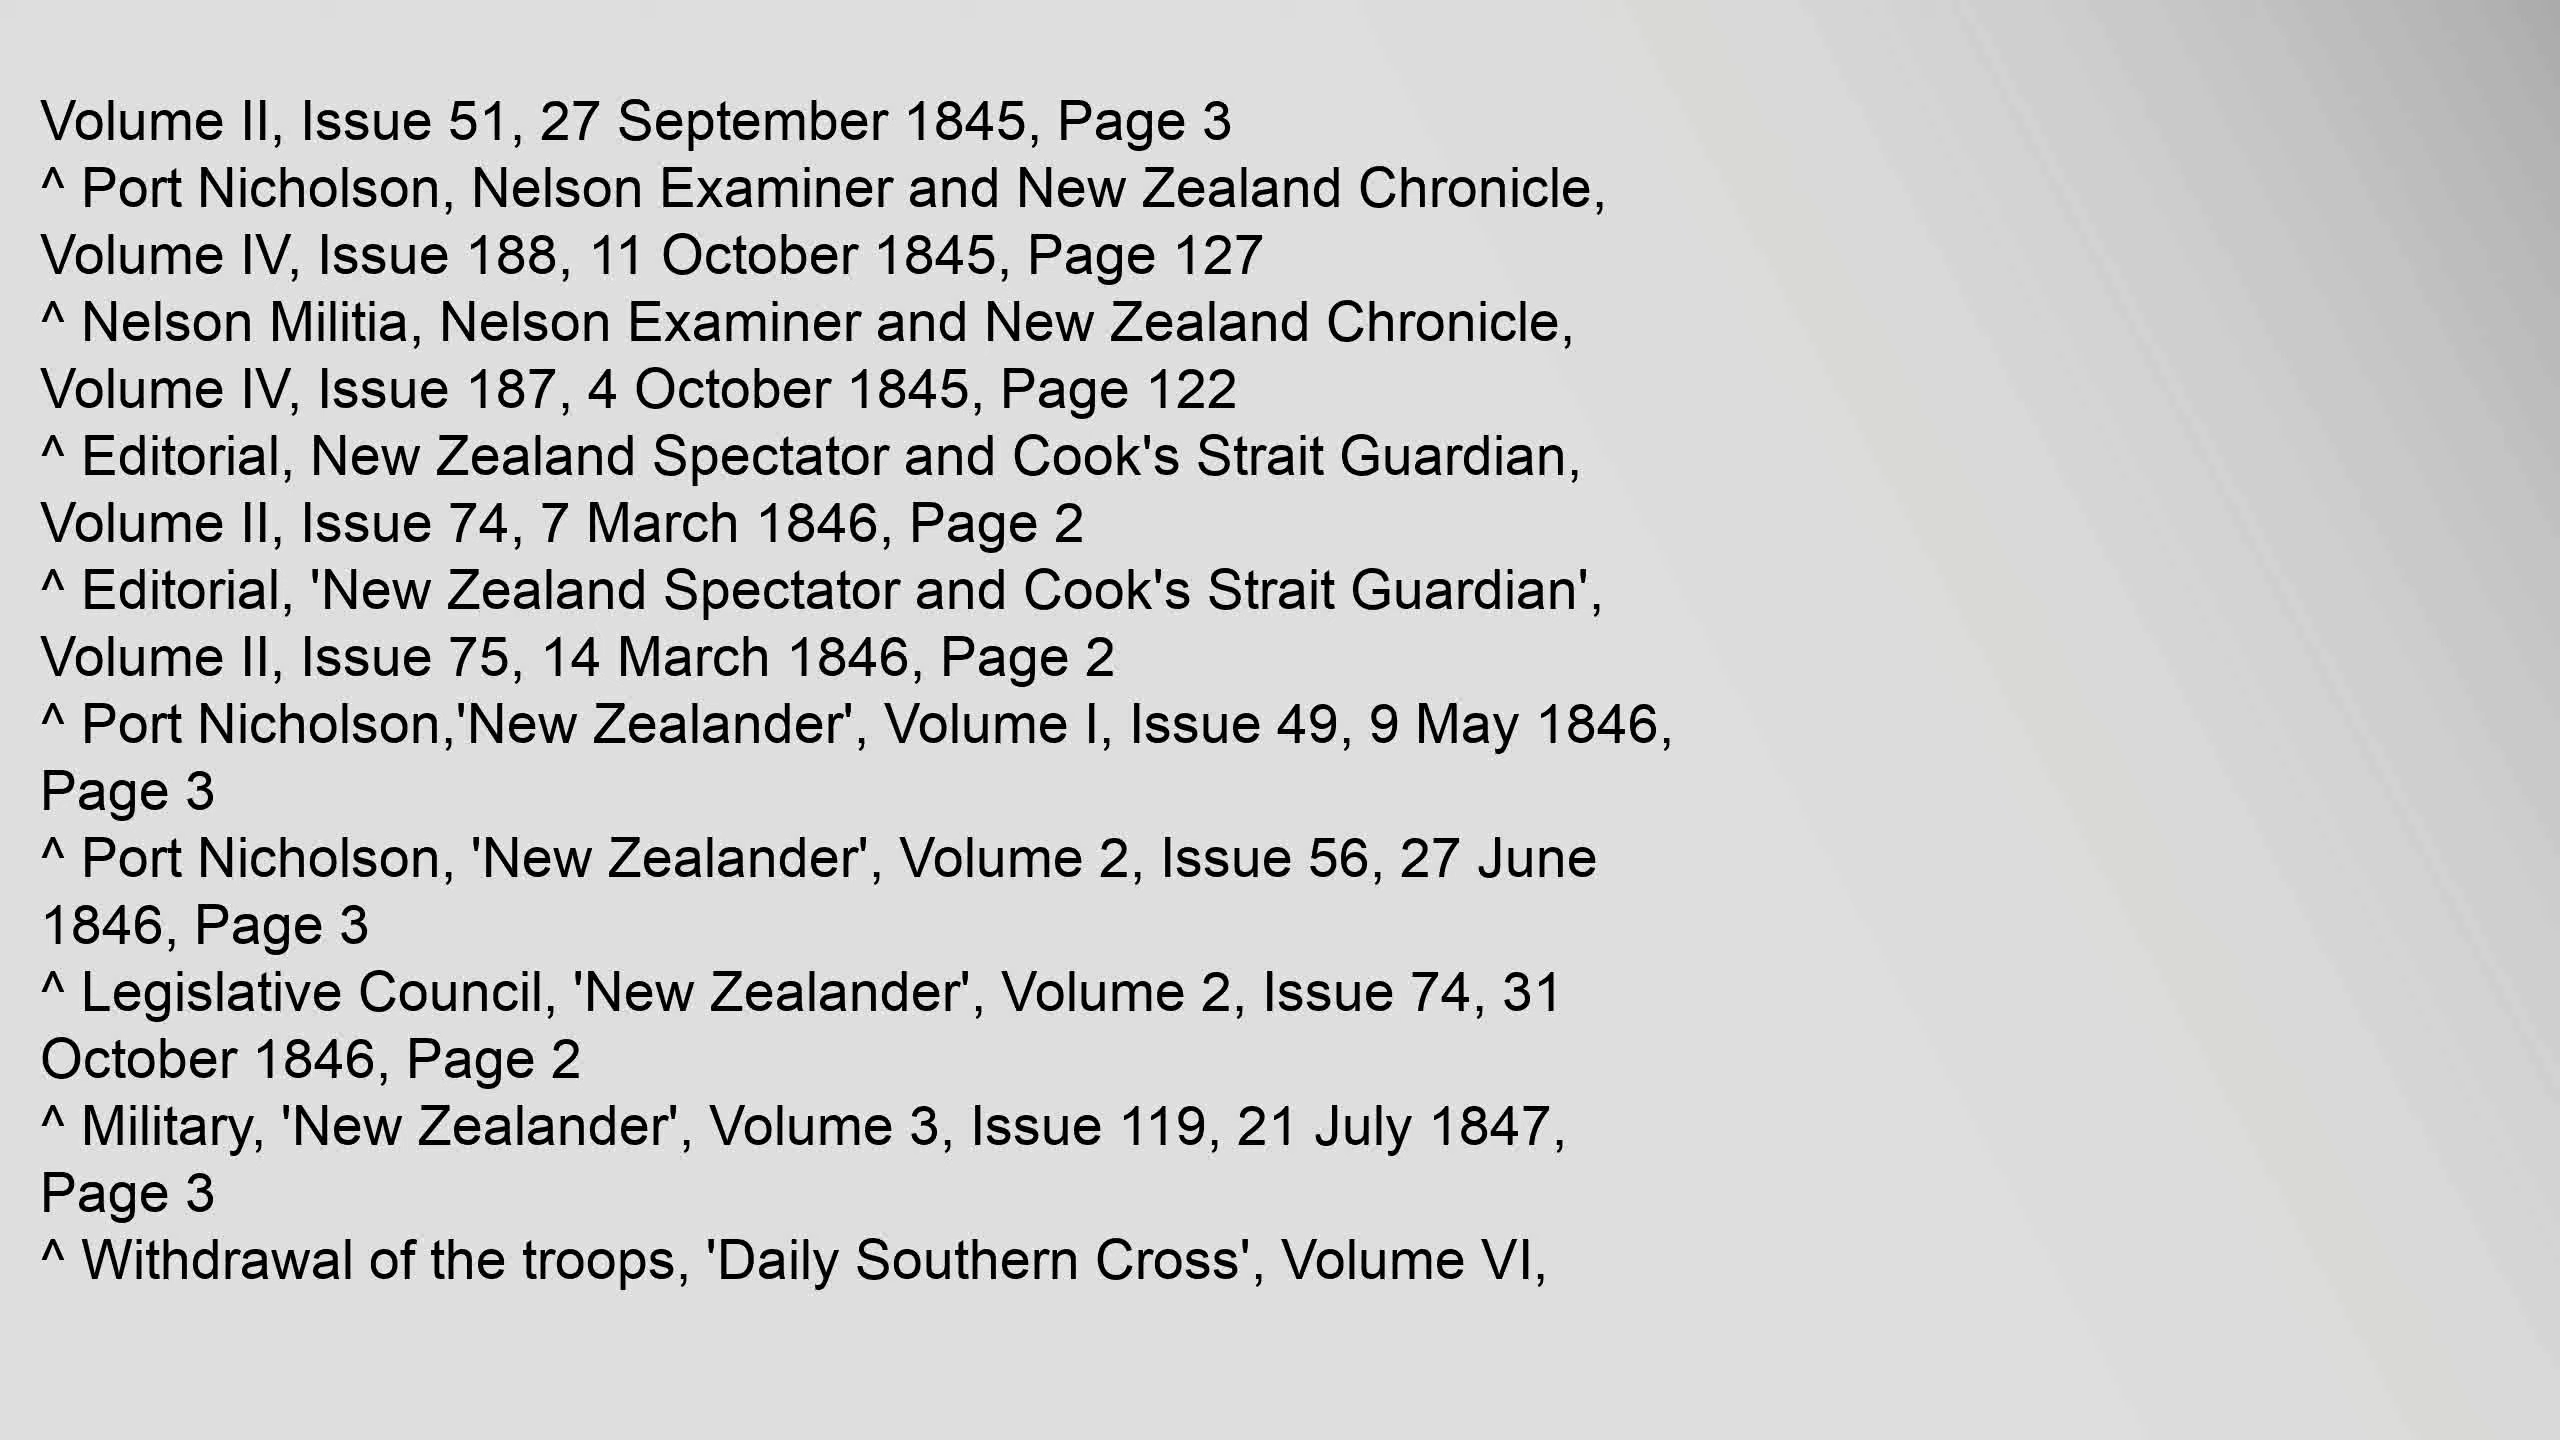 Volume II, Issue 51, 27 September 1845, Page 3
^ Port Nicholson, Nelson Examiner and New Zealand Chronicle,
Volume IV, Issue 188, 11 October 1845, Page 127
^ Nelson Militia, Nelson Examiner and New Zealand Chronicle,
Volume IV, Issue 187, 4 October 1845, Page 122
^ Editorial, New Zealand Spectator and Cook's Strait Guardian,
Volume II, Issue 74, 7 March 1846, Page 2
^ Editorial, 'New Zealand Spectator and Cook's Strait Guardian',
Volume II, Issue 75, 14 March 1846, Page 2
^ Port Nicholson,'New Zealander', Volume I, Issue 49, 9 May 1846,
Page 3
^ Port Nicholson, 'New Zealander', Volume 2, Issue 56, 27 June
1846, Page 3
^ Legislative Council, 'New Zealander', Volume 2, Issue 74, 31
October 1846, Page 2
^ Military, 'New Zealander', Volume 3, Issue 119, 21 July 1847,
Page 3
^ Withdrawal of the troops, 'Daily Southern Cross', Volume VI,